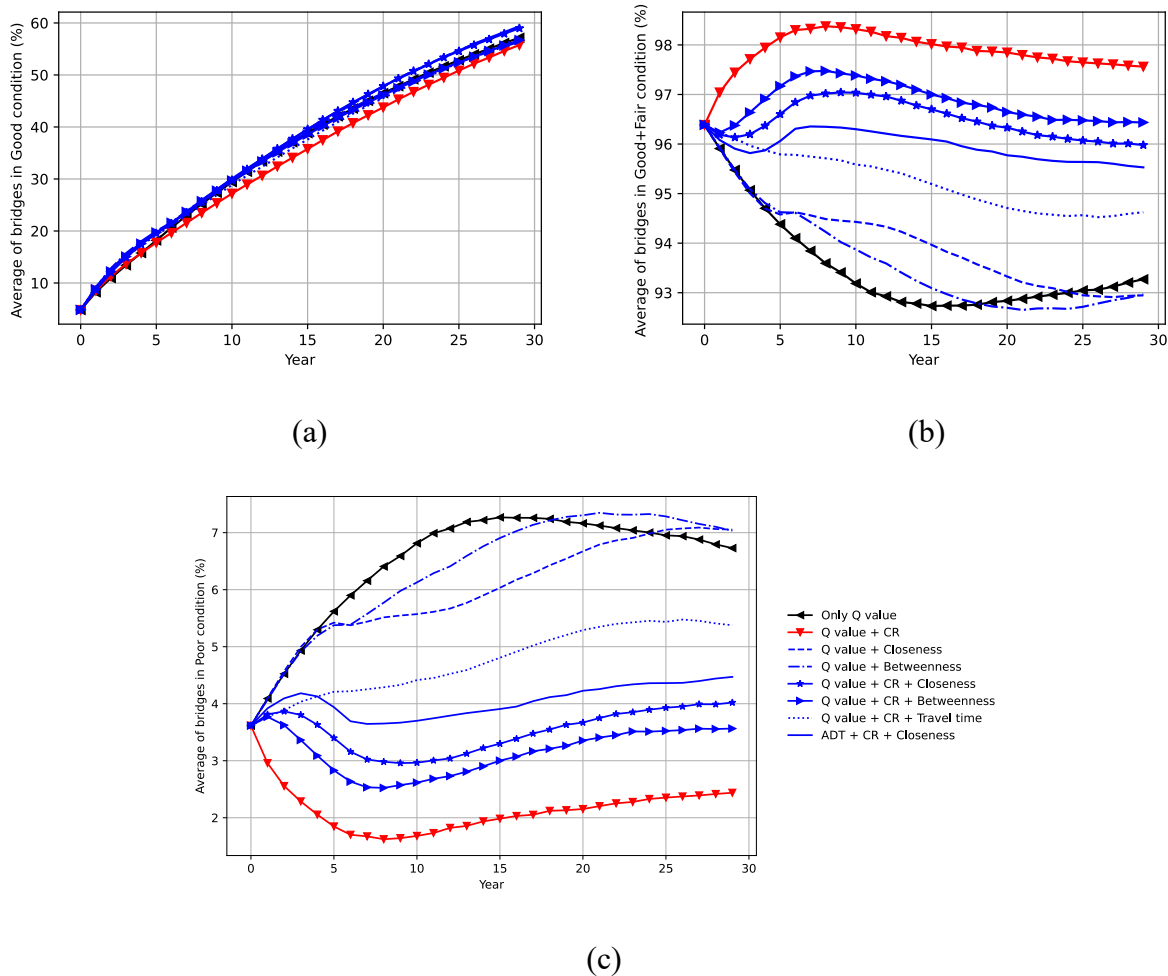 Average of bridges in Good condition (%)
60
50
40
30
20
10
0 5 10 15 20 25 30
Year
(a)
Average of bridges in Good+Fair condition (%)
98
97
96
95
94
93
0 5 10 15 20 25 30
Year
(b)
Average of bridges in Poor condition (%)
7
6
5
4
3
2
0 5 10 15 20 25 30
Year
Only Q value
Q value + CR
Q value + Closeness
Q value + Betweenness
Q value + CR + Closeness
Q value + CR + Betweenness
Q value + CR + Travel time
ADT + CR + Closeness
(c)